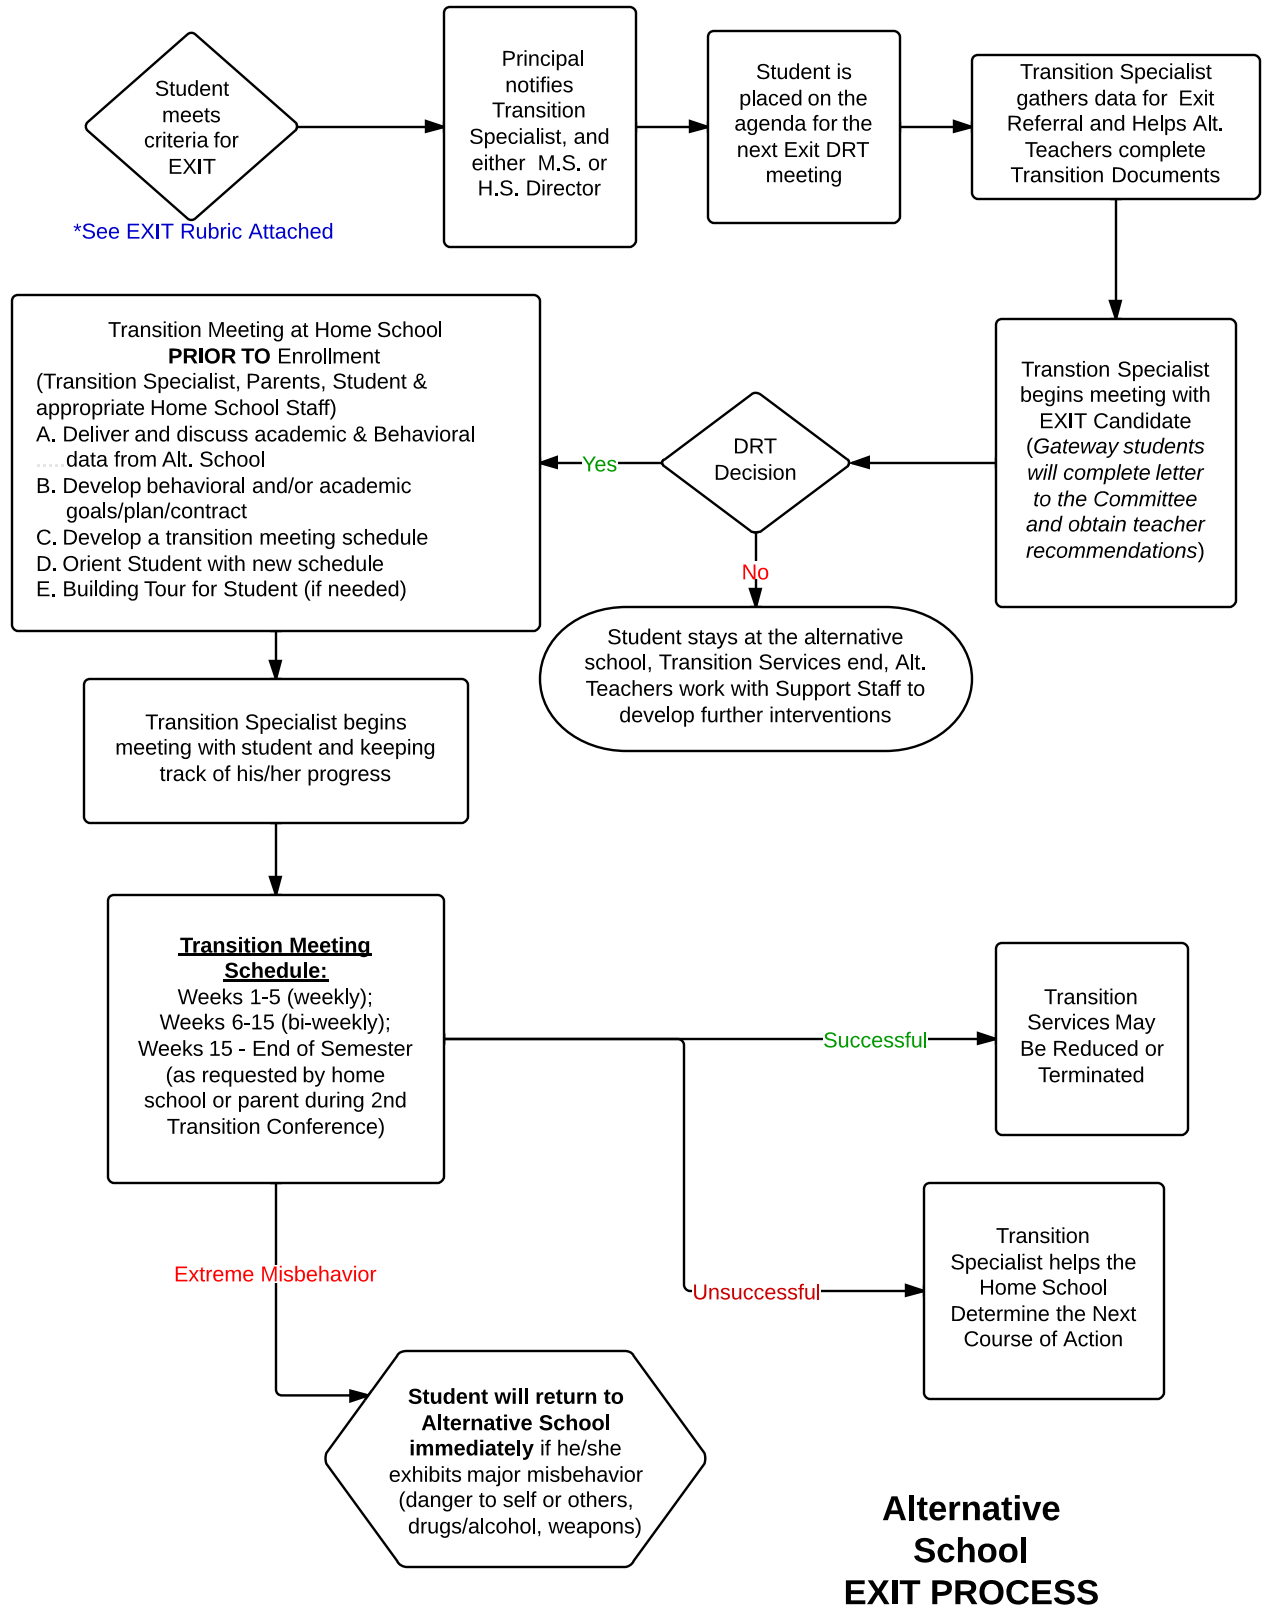 Student
meets
criteria for
EXIT
*See EXIT Rubric Attached
Principal
notifies
Transition
Specialist, and
either M.S. or
H.S. Director
Student is
placed on the
agenda for the
next Exit DRT
meeting
Transition Specialist
gathers data for Exit
Referral and Helps Alt.
Teachers complete
Transition Documents
Transtion Specialist
begins meeting with
EXIT Candidate
(Gateway students
will complete letter
to the Committee
and obtain teacher
recommendations)
DRT
Decision
Yes
No
Transition Meeting at Home School
PRIOR TO Enrollment
(Transition Specialist, Parents, Student &
appropriate Home School Staff)
A. Deliver and discuss academic & Behavioral
.....data from Alt. School
B. Develop behavioral and/or academic
goals/plan/contract
C. Develop a transition meeting schedule
D. Orient Student with new schedule
E. Building Tour for Student (if needed)
Student stays at the alternative
school, Transition Services end, Alt.
Teachers work with Support Staff to
develop further interventions
Transition Specialist begins
meeting with student and keeping
track of his/her progress
Transition Meeting
Schedule:
Weeks 1-5 (weekly);
Weeks 6-15 (bi-weekly);
Weeks 15 - End of Semester
(as requested by home
school or parent during 2nd
Transition Conference)
Successful
Transition
Services May
Be Reduced or
Terminated
Unsuccessful
Transition
Specialist helps the
Home School
Determine the Next
Course of Action
Extreme Misbehavior
Student will return to
Alternative School
immediately if he/she
exhibits major misbehavior
(danger to self or others,
drugs/alcohol, weapons)
Alternative
School
EXIT PROCESS